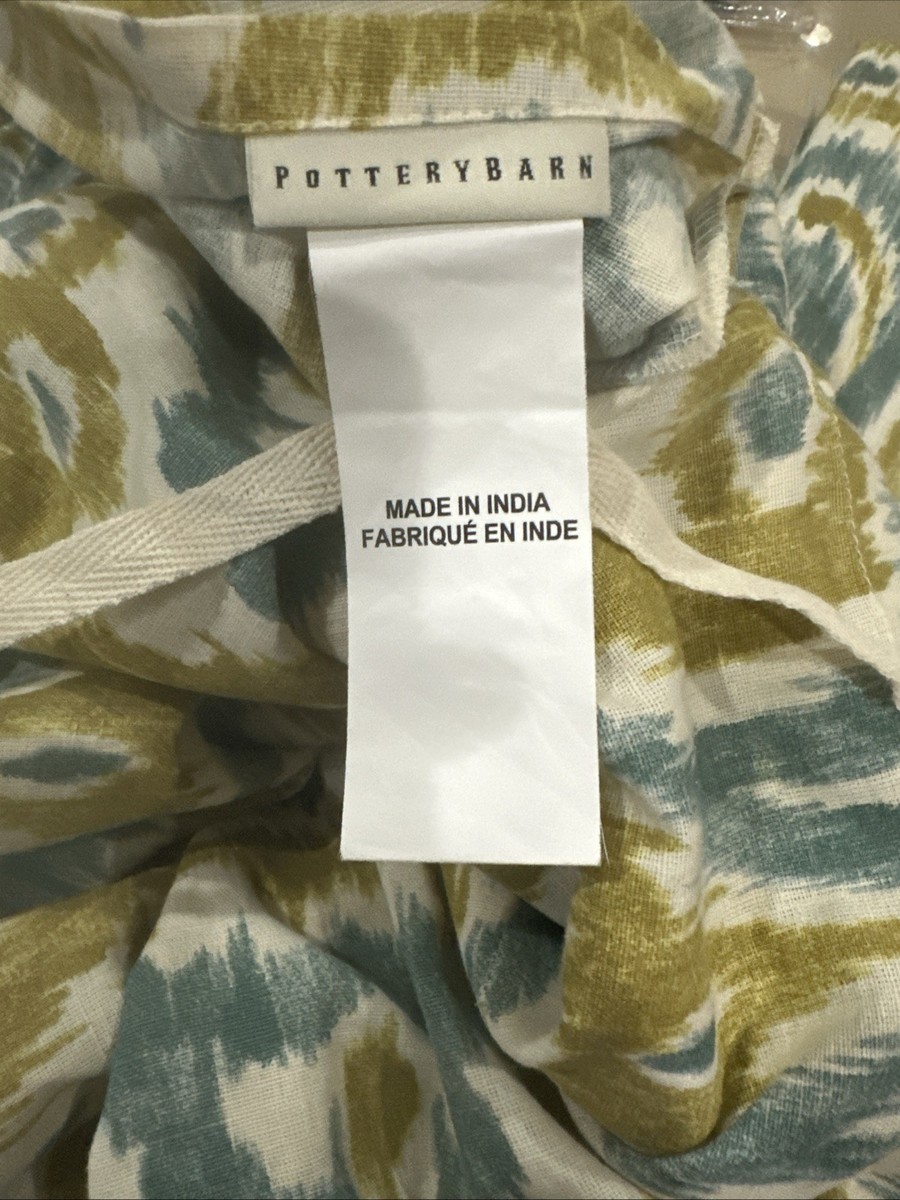 POTTERYBARN
MADE IN INDIA
FABRIQUÉ EN INDE